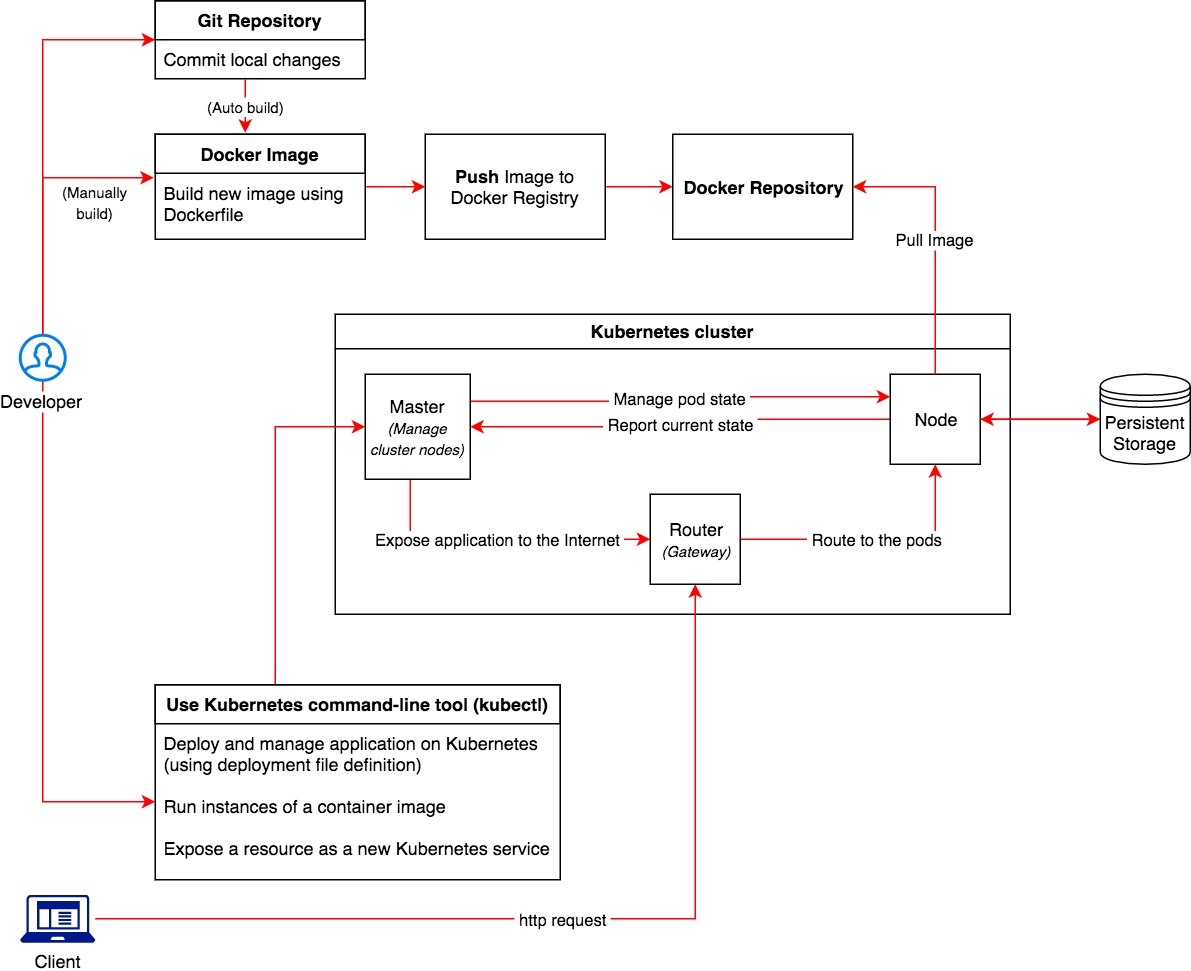 Git Repository
Commit local changes
(Auto build)
Docker Image
Build new image using
Dockerfile
(Manually
build)
Push Image to
Docker Registry
Docker Repository
Pull Image
Kubernetes cluster
Developer
Master
(Manage
cluster nodes)
Manage pod state
Report current state
Node
Persistent
Storage
Expose application to the Internet
Router
(Gateway)
Route to the pods
Use Kubernetes command-line tool (kubectl)
Deploy and manage application on Kubernetes
(using deployment file definition)
Run instances of a container image
Expose a resource as a new Kubernetes service
http request
Client